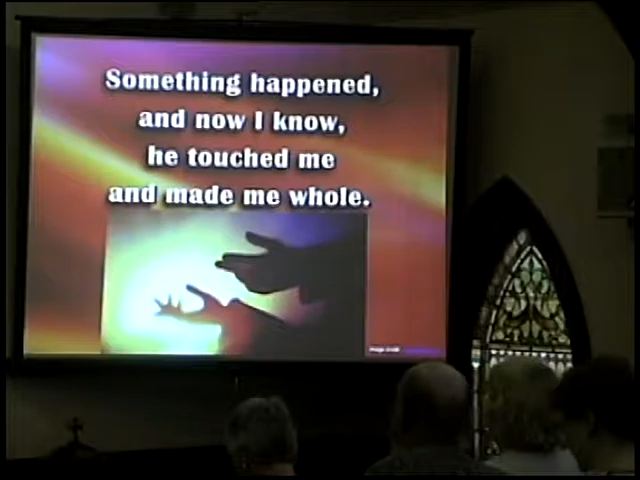 Something happened,
and now I know,
he touched me
and made me whole.